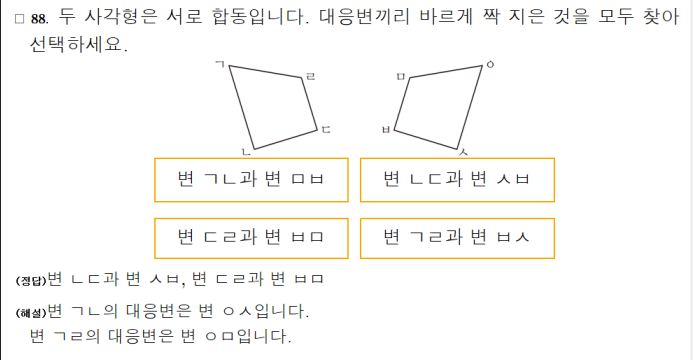 □ 88. 두 사각형은 서로 합동입니다. 대응변끼리 바르게 짝 지은 것을 모두 찾아
선택하세요.
ㄱ ㄹ ㅁ ㅇ
ㄷ ㅂ
ㄴ ㅅ
변 ㄱㄴ과 변 ㅁㅂ 변 ㄴㄷ과 변 ㅅㅂ
변 ㄷㄹ과 변 ㅂㅁ 변 ㄱㄹ과 변 ㅂㅅ
(정답)변 ㄴㄷ과 변 ㅅㅂ, 변 ㄷㄹ과 변 ㅂㅁ
(해설)변 ㄱㄴ의 대응변은 변 ㅇㅅ입니다.
변 ㄱㄹ의 대응변은 변 ㅇㅁ입니다.